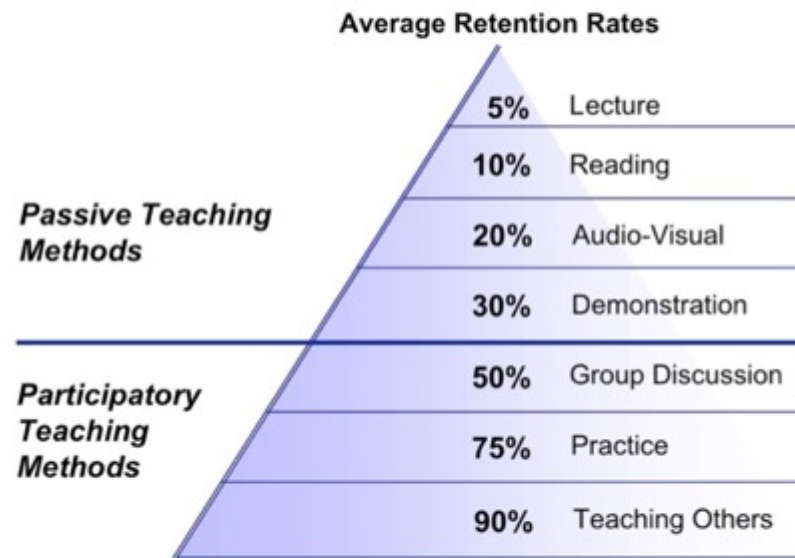 Average Retention Rates
5% Lecture
10% Reading
Passive Teaching
Methods
20% Audio-Visual
30% Demonstration
50% Group Discussion
Participatory
Teaching
Methods
75% Practice
90% Teaching Others